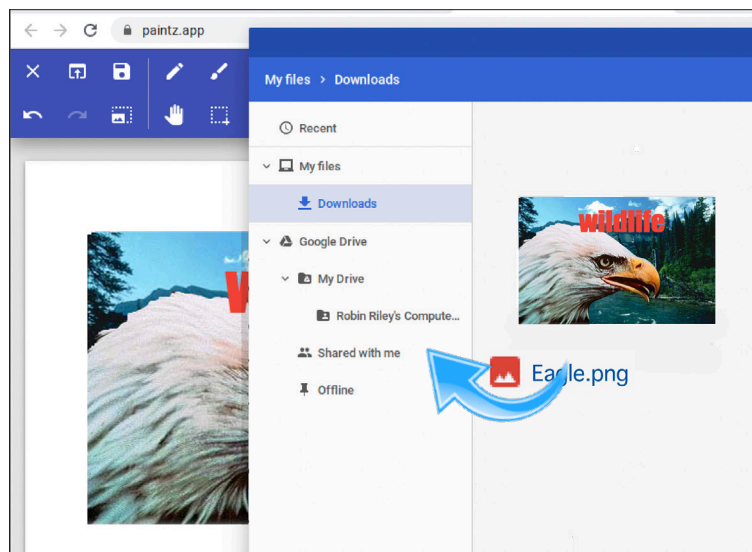 paintz.app
My files > Downloads
Recent
My files
Downloads
Google Drive
My Drive
Robin Riley's Compute...
Shared with me
Offline
wildlife
Eagle.png
w